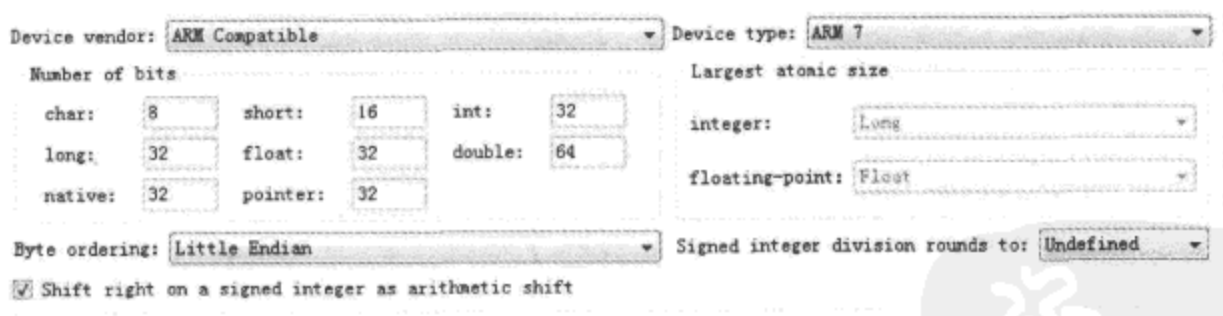 Device vendor: ARM Compatible Device type: ARM 7
Number of bits Largest atomic size
char: 8 short: 16 int: 32
integer: Long
long: 32 float: 32 double: 64
floating-point: Float
native: 32 pointer: 32
Byte ordering: Little Endian Signed integer division rounds to: Undefined
Shift right on a signed integer as arithmetic shift